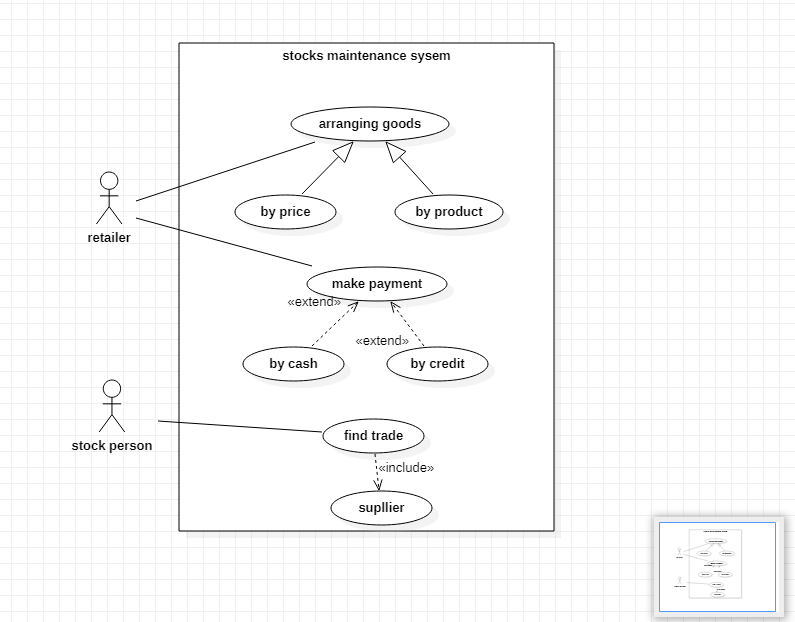 stocks maintenance sysem
arranging goods
by price
by product
retailer
make payment
«extend»
«extend»
by cash
by credit
stock person
find trade
«include»
supllier